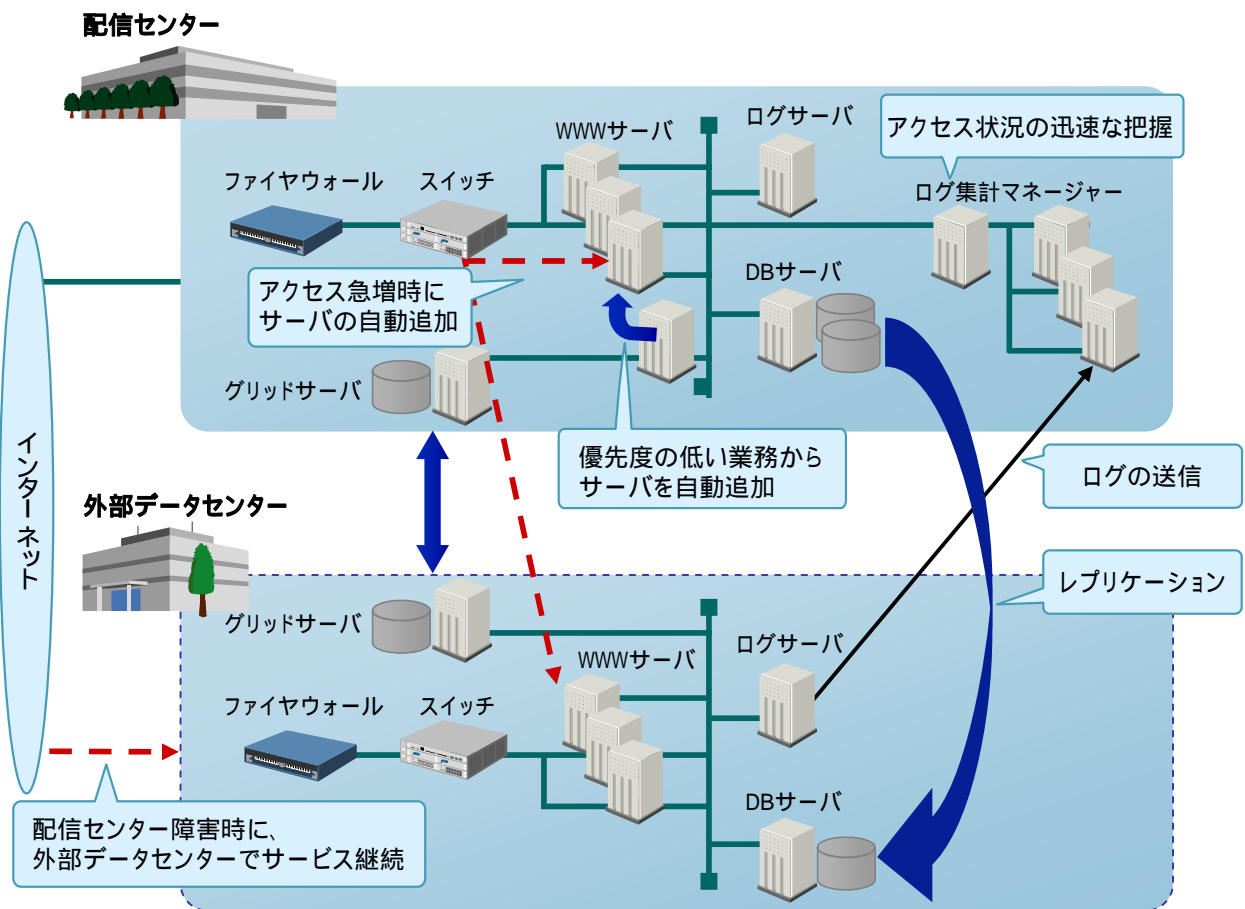 配信センター
WWWサーバ
ログサーバ
アクセス状況の迅速な把握
ファイヤウォール
スイッチ
ログ集計マネージャー
アクセス急増時に
サーバの自動追加
DBサーバ
グリッドサーバ
優先度の低い業務から
サーバを自動追加
ログの送信
インターネット
外部データセンター
レプリケーション
グリッドサーバ
WWWサーバ
ログサーバ
ファイヤウォール
スイッチ
DBサーバ
配信センター障害時に、
外部データセンターでサービス継続